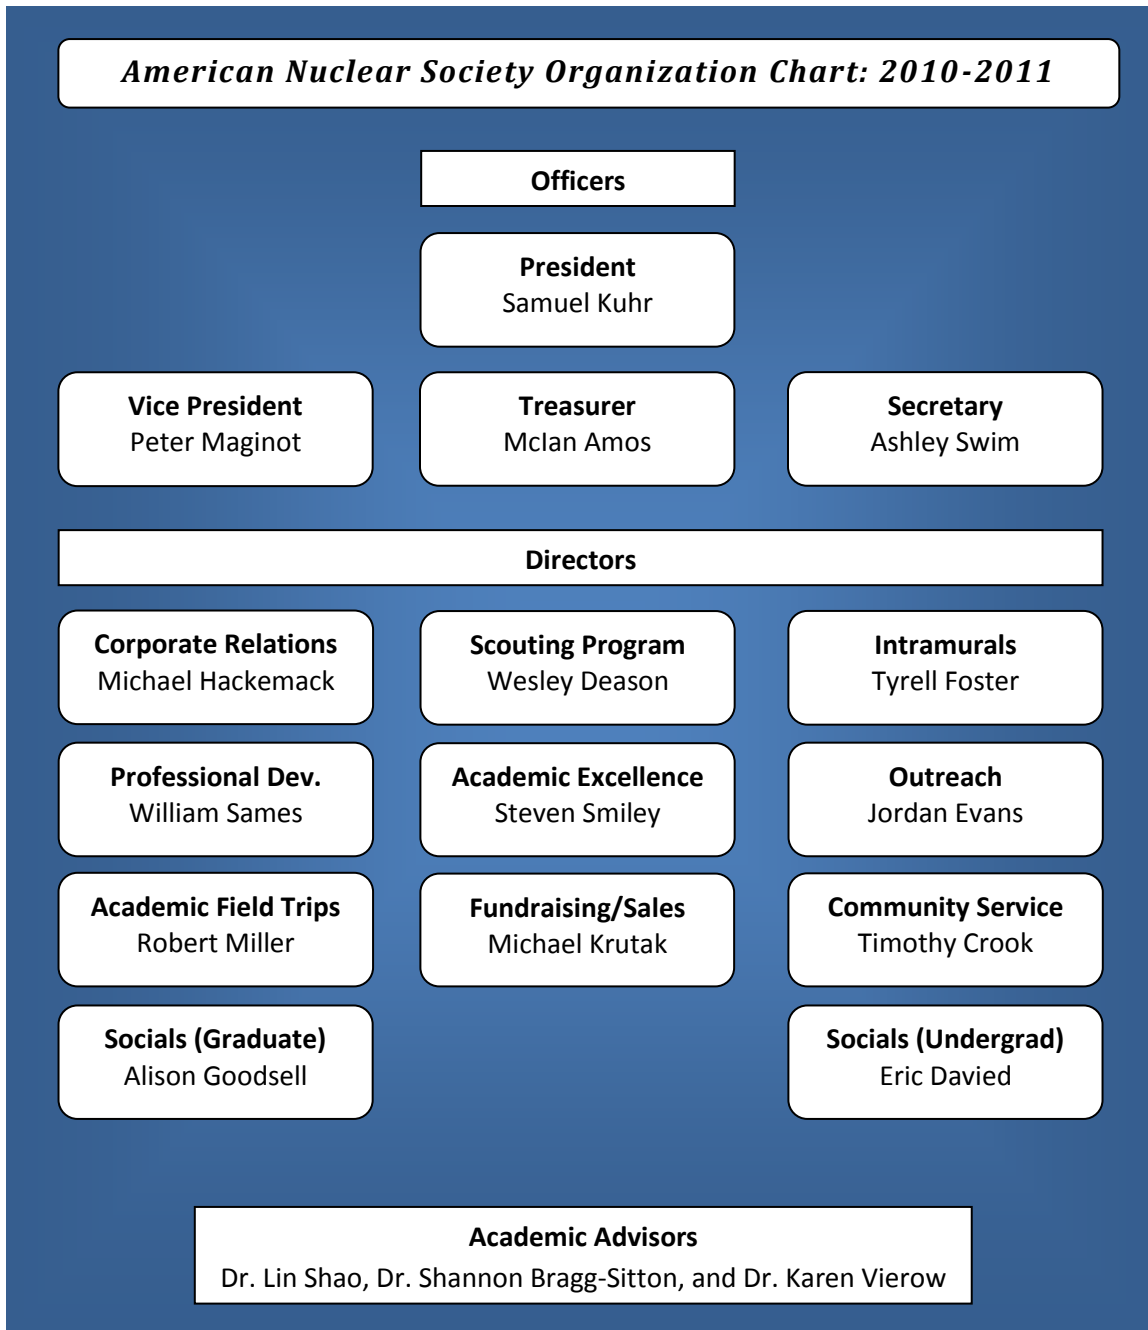 American Nuclear Society Organization Chart: 2010-2011
Officers
President
Samuel Kuhr
Vice President
Peter Maginot
Treasurer
McIan Amos
Secretary
Ashley Swim
Directors
Corporate Relations
Michael Hackemack
Scouting Program
Wesley Deason
Intramurals
Tyrell Foster
Professional Dev.
William Sames
Academic Excellence
Steven Smiley
Outreach
Jordan Evans
Academic Field Trips
Robert Miller
Fundraising/Sales
Michael Krutak
Community Service
Timothy Crook
Socials (Graduate)
Alison Goodsell
Socials (Undergrad)
Eric Davied
Academic Advisors
Dr. Lin Shao, Dr. Shannon Bragg-Sitton, and Dr. Karen Vierow